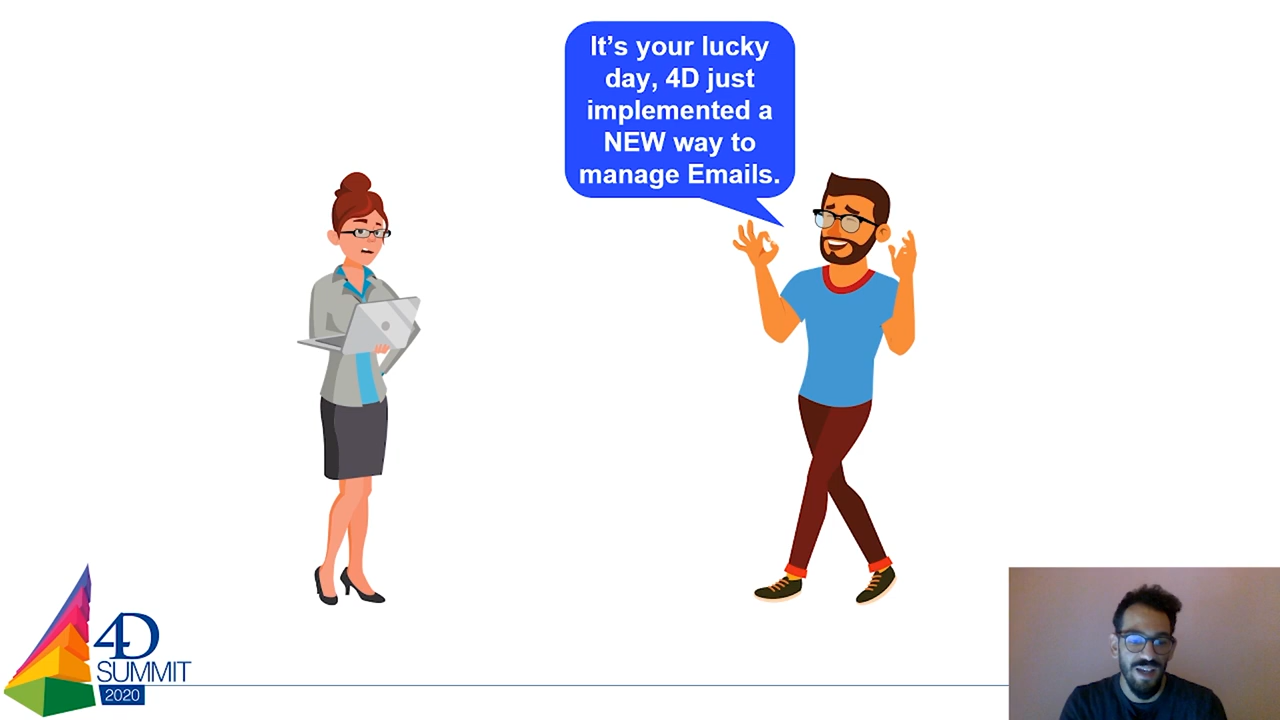 It’s your lucky
day, 4D just
implemented a
NEW way to
manage Emails.
4D
SUMMIT
2020